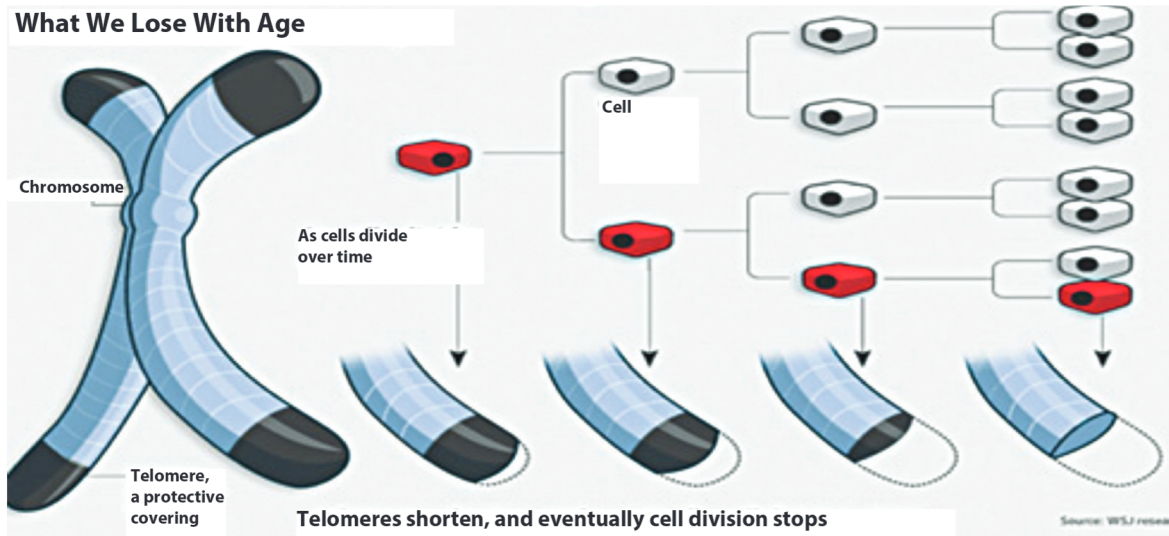 What We Lose With Age
Cell
Chromosome
As cells divide
over time
Telomere,
a protective
covering
Telomeres shorten, and eventually cell division stops
Source: WSJ